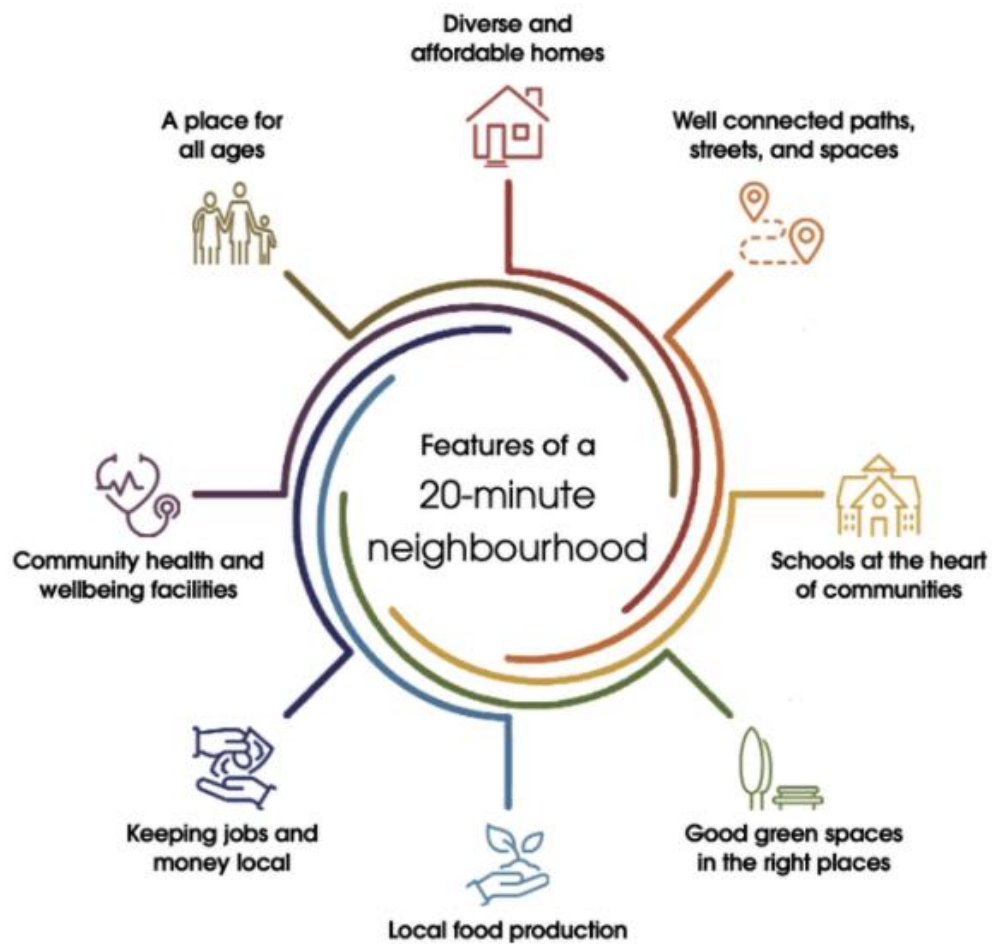 Diverse and
affordable homes
A place for
all ages
Well connected paths,
streets, and spaces
Features of a
20-minute
neighbourhood
Community health and
wellbeing facilities
Schools at the heart
of communities
Keeping jobs and
money local
Good green spaces
in the right places
Local food production